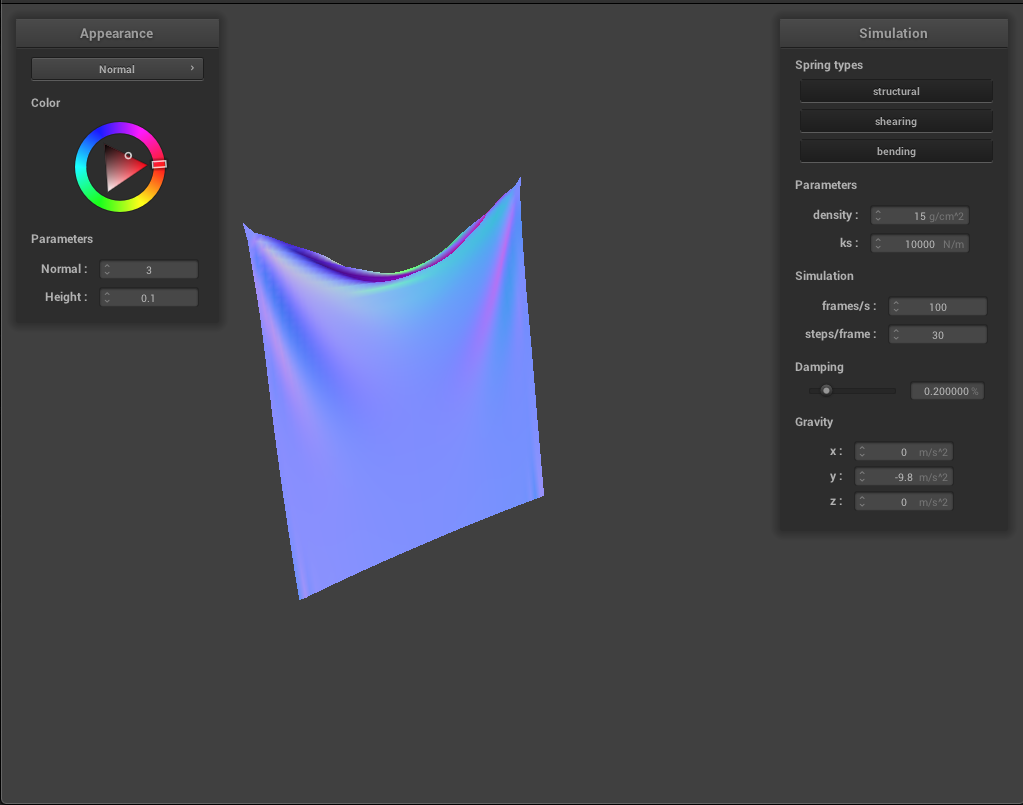 Appearance
Normal ›
Color
Parameters
Normal : 3
Height : 0.1
Simulation
Spring types
structural
shearing
bending
Parameters
density : 15 g/cm^2
ks : 10000 N/m
Simulation
frames/s : 100
steps/frame : 30
Damping
0.200000 %
Gravity
x : 0 m/s^2
y : -9.8 m/s^2
z : 0 m/s^2